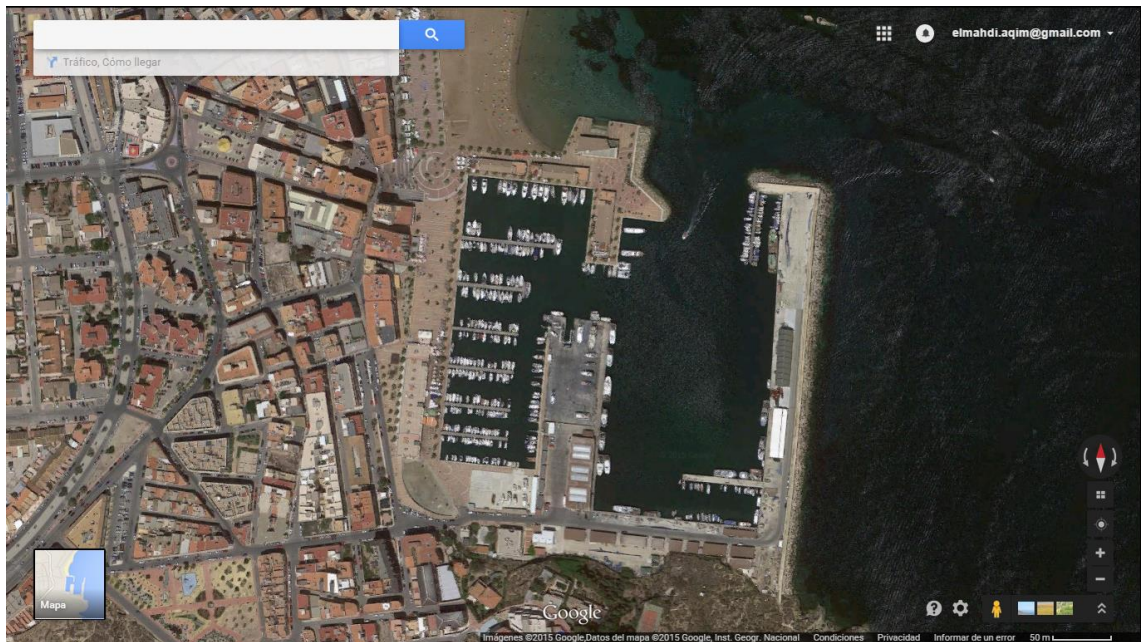 elmahdi.aqim@gmail.com
Tráfico, Cómo llegar
Mapa
Google
Imágenes ©2015 Google,Datos del mapa ©2015 Google, Inst. Geogr. Nacional Condiciones Privacidad Informar de un error 50 m